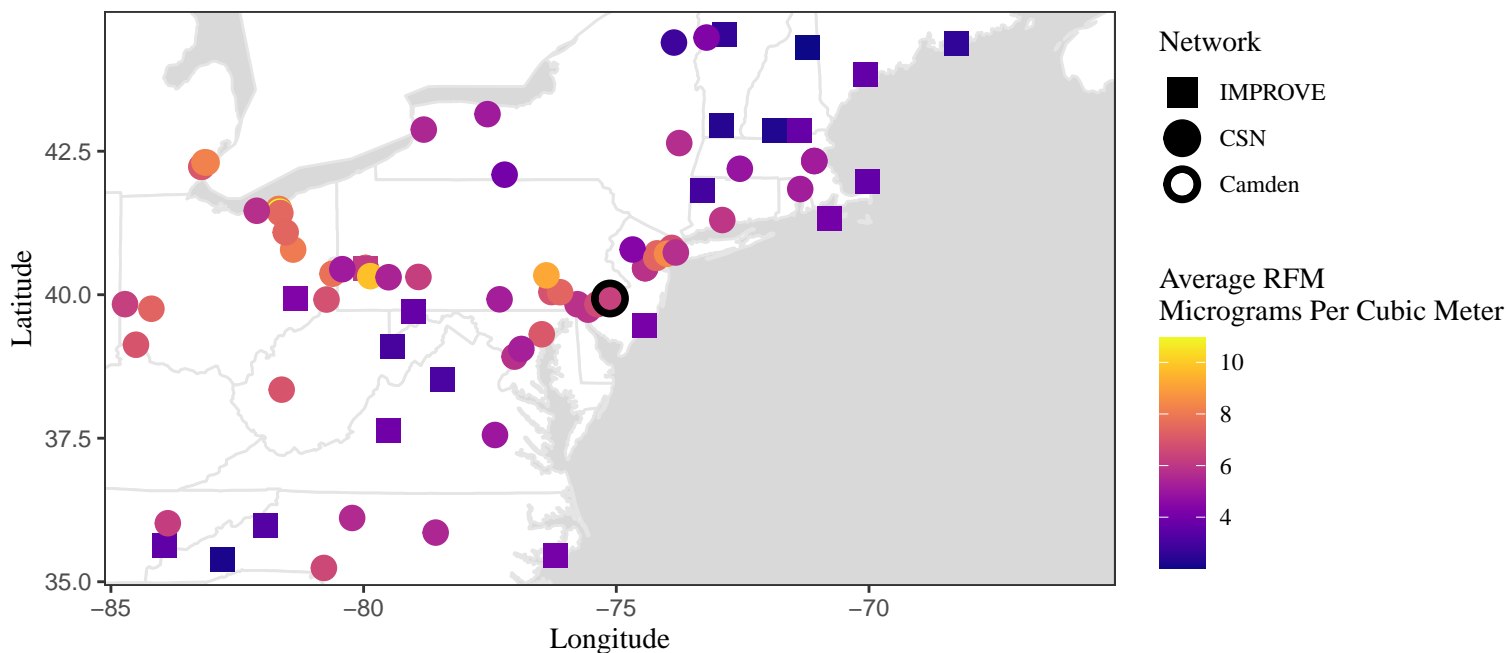 42.5
40.0
37.5
35.0
Latitude
−85
−80
−75
−70
Longitude
Network
IMPROVE
CSN
Camden
Average RFM
Micrograms Per Cubic Meter
10
8
6
4